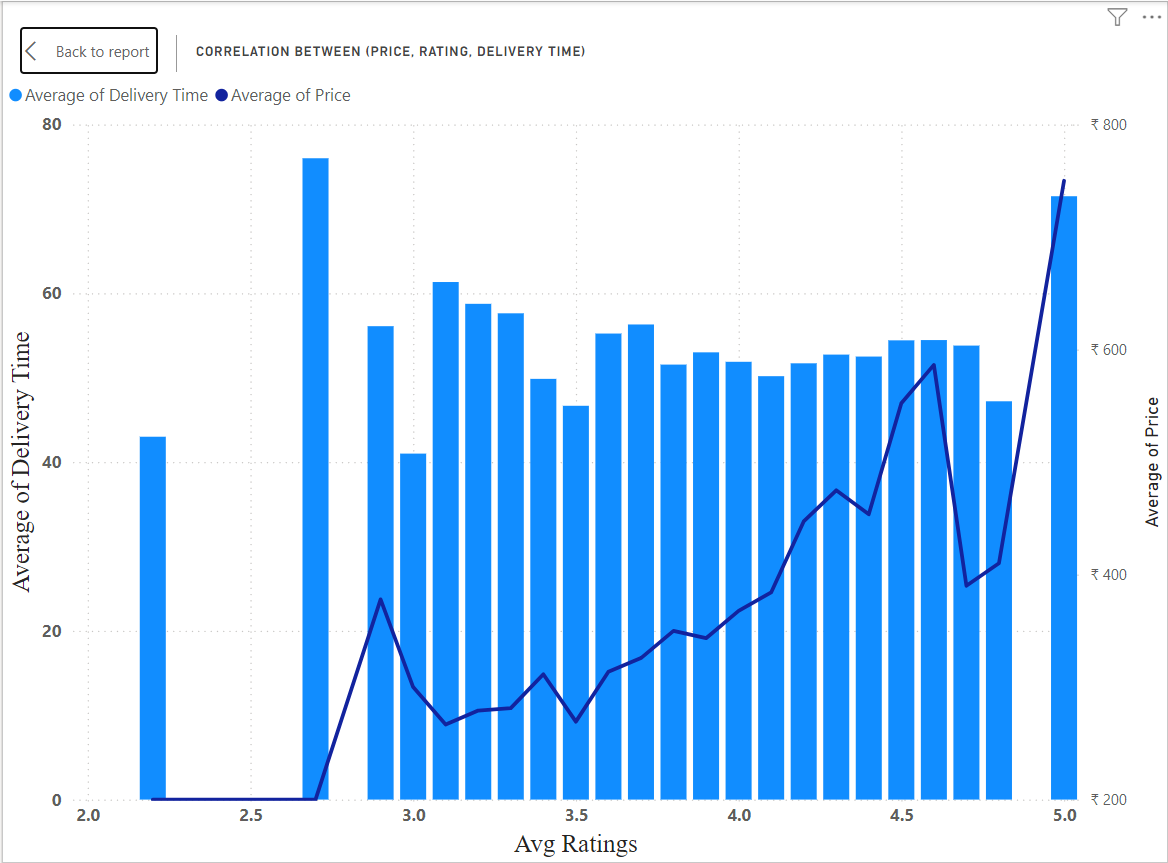 Back to report
CORRELATION BETWEEN (PRICE, RATING, DELIVERY TIME)
Average of Delivery Time Average of Price
80
60
40
20
0
Average of Delivery Time
₹ 800
₹ 600
₹ 400
₹ 200
Average of Price
2.0 2.5 3.0 3.5 4.0 4.5 5.0
Avg Ratings